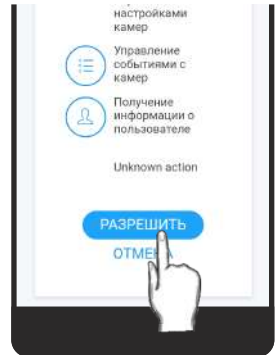 настройками
камер
Управление
событиями с
камер
Получение
информации о
пользователе
Unknown action
РАЗРЕШИТЬ